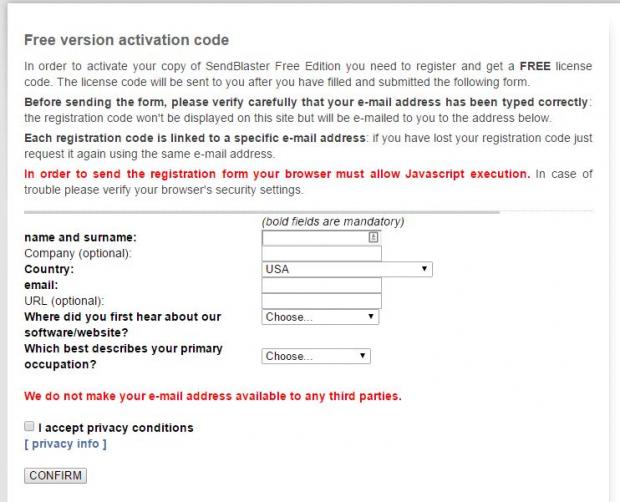 Free version activation code
In order to activate your copy of SendBlaster Free Edition you need to register and get a FREE license
code. The license code will be sent to you after you have filled and submitted the following form.
Before sending the form, please verify carefully that your e-mail address has been typed correctly:
the registration code won't be displayed on this site but will be e-mailed to you to the address below.
Each registration code is linked to a specific e-mail address: if you have lost your registration code just
request it again using the same e-mail address.
In order to send the registration form your browser must allow Javascript execution. In case of
trouble please verify your browser's security settings.
(bold fields are mandatory)
name and surname:
Company (optional):
Country: USA
email:
URL (optional):
Where did you first hear about our Choose...
software/website?
Which best describes your primary
occupation? Choose...
We do not make your e-mail address available to any third parties.
I accept privacy conditions
[ privacy info ]
CONFIRM